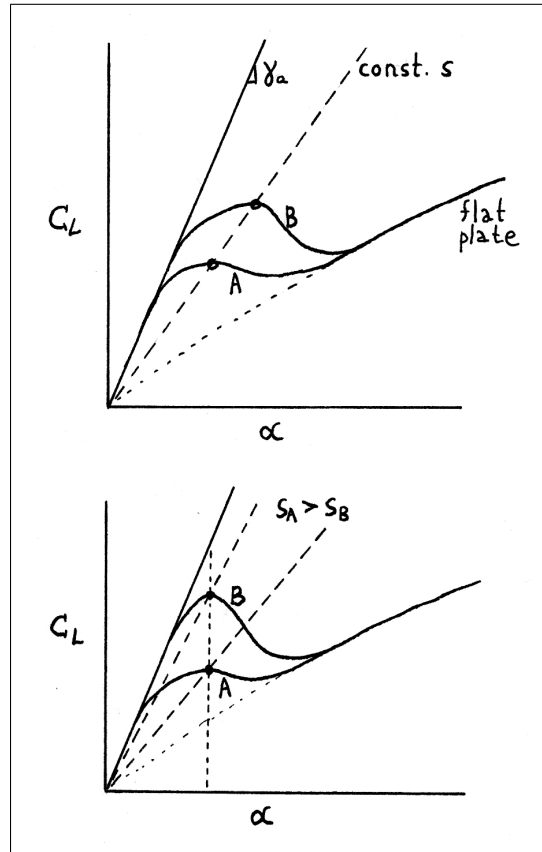 γa
const. s
CL
B
flat
plate
A
α
SA > SB
B
CL
A
α